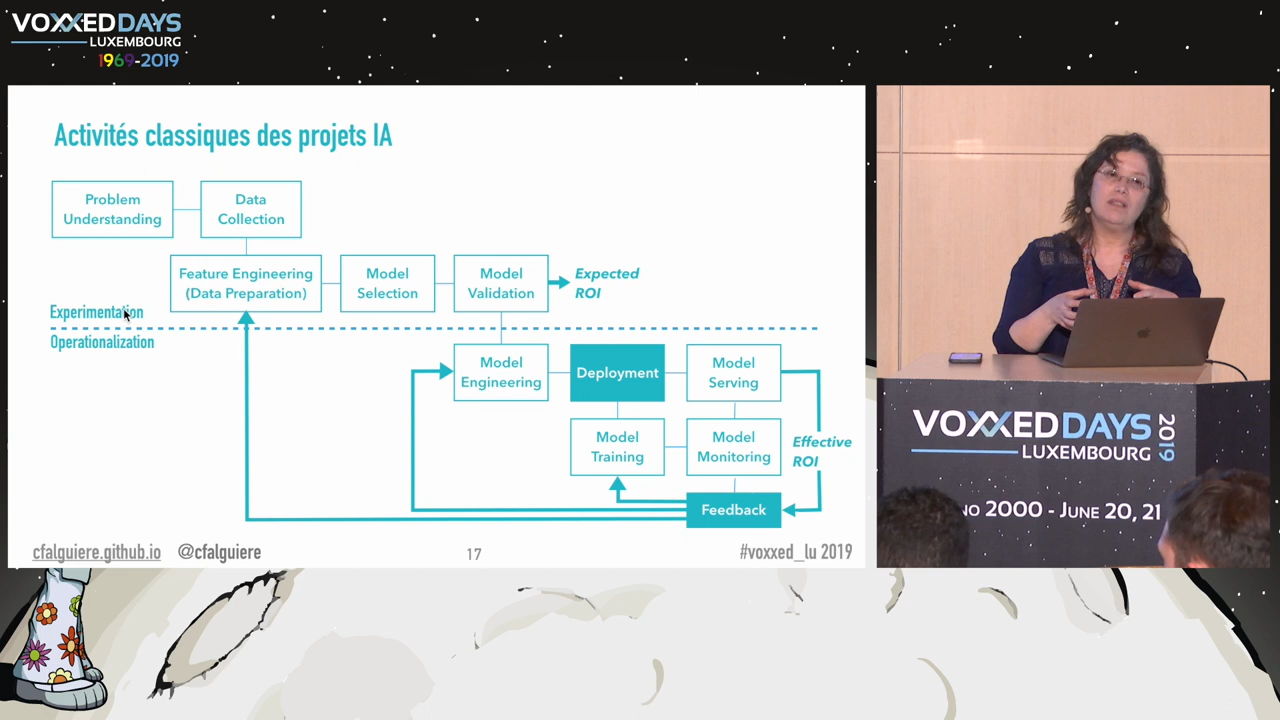 VOXXED DAYS
LUXEMBOURG
1969-2019
Activités classiques des projets IA
Problem
Understanding
Data
Collection
Feature Engineering
(Data Preparation)
Model
Selection
Model
Validation
Expected
ROI
Experimentation
Operationalization
Model
Engineering
Deployment
Model
Serving
Model
Training
Model
Monitoring
Effective
ROI
Feedback
cfalguiere.github.io
@cfalguiere
17
#voxxed_lu 2019
VOXXED DAYS
2019
LUXEMBOURG
2000 - JUNE 20, 21